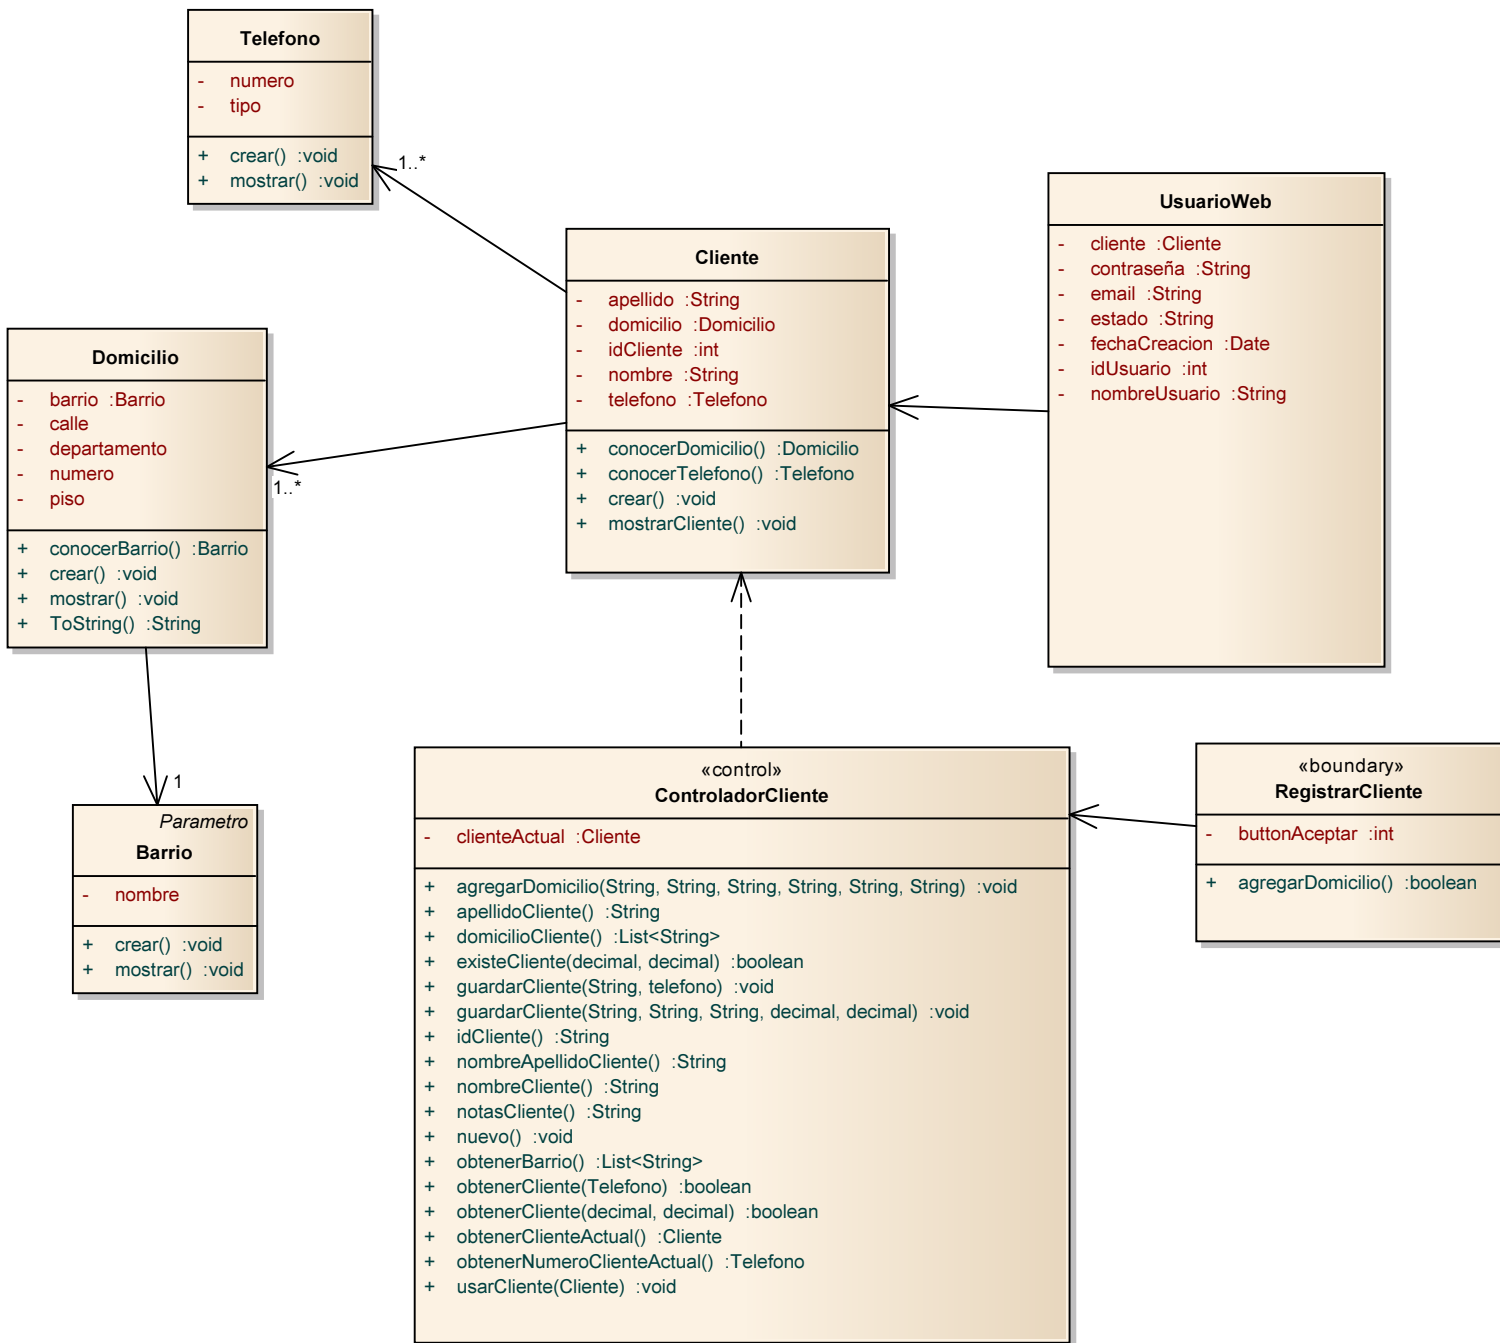 Telefono
- numero
- tipo
+ crear() :void
+ mostrar() :void
1..*
Cliente
- apellido :String
- domicilio :Domicilio
- idCliente :int
- nombre :String
- telefono :Telefono
+ conocerDomicilio() :Domicilio
+ conocerTelefono() :Telefono
+ crear() :void
+ mostrarCliente() :void
UsuarioWeb
- cliente :Cliente
- contraseña :String
- email :String
- estado :String
- fechaCreacion :Date
- idUsuario :int
- nombreUsuario :String
Domicilio
- barrio :Barrio
- calle
- departamento
- numero
- piso
+ conocerBarrio() :Barrio
+ crear() :void
+ mostrar() :void
+ ToString() :String
1..*
1
Parametro
Barrio
- nombre
+ crear() :void
+ mostrar() :void
«control»
ControladorCliente
- clienteActual :Cliente
+ agregarDomicilio(String, String, String, String, String, String) :void
+ apellidoCliente() :String
+ domicilioCliente() :List<String>
+ existeCliente(decimal, decimal) :boolean
+ guardarCliente(String, telefono) :void
+ guardarCliente(String, String, String, decimal, decimal) :void
+ idCliente() :String
+ nombreApellidoCliente() :String
+ nombreCliente() :String
+ notasCliente() :String
+ nuevo() :void
+ obtenerBarrio() :List<String>
+ obtenerCliente(Telefono) :boolean
+ obtenerCliente(decimal, decimal) :boolean
+ obtenerClienteActual() :Cliente
+ obtenerNumeroClienteActual() :Telefono
+ usarCliente(Cliente) :void
«boundary»
RegistrarCliente
- buttonAceptar :int
+ agregarDomicilio() :boolean